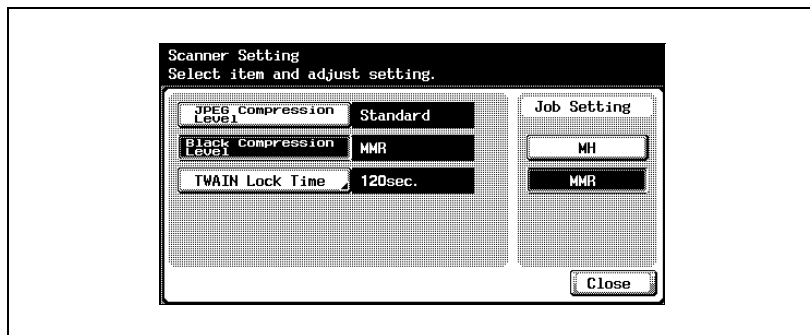 Scanner Setting
Select item and adjust setting.
JPEG Compression
Level
Standard
Black Compression
Level
MMR
TWAIN Lock Time
120sec.
Job Setting
MH
MMR
Close